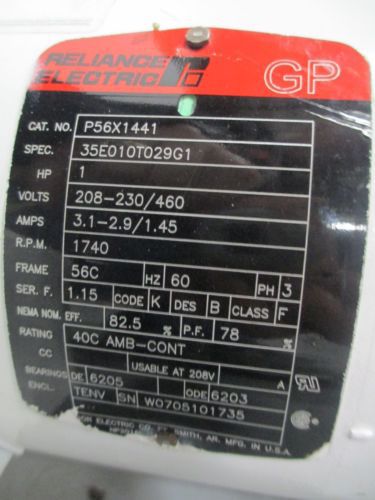 RELIANCE
ELECTRIC
GP
CAT. NO. P56X1441
SPEC. 35E010T029G1
HP 1
VOLTS 208-230/460
AMPS 3.1-2.9/1.45
R.P.M. 1740
FRAME 56C HZ 60 PH 3
SER. F. 1.15 CODE K DES B CLASS F
NEMA NOM. EFF. 82.5 % P.F. 78 %
RATING 40C AMB-CONT
CC USABLE AT 208V A
BEARINGS DE 6205 ODE 6203
ENCL. TENV SN W0705101735
ELECTRIC CO. FT. SMITH, AR. MFG. IN U.S.A.